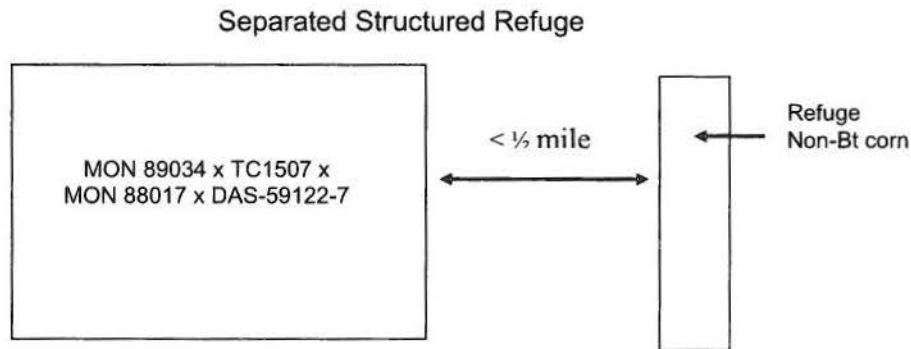 Separated Structured Refuge
MON 89034 x TC1507 x
MON 88017 x DAS-59122-7
< ½ mile
Refuge
Non-Bt corn